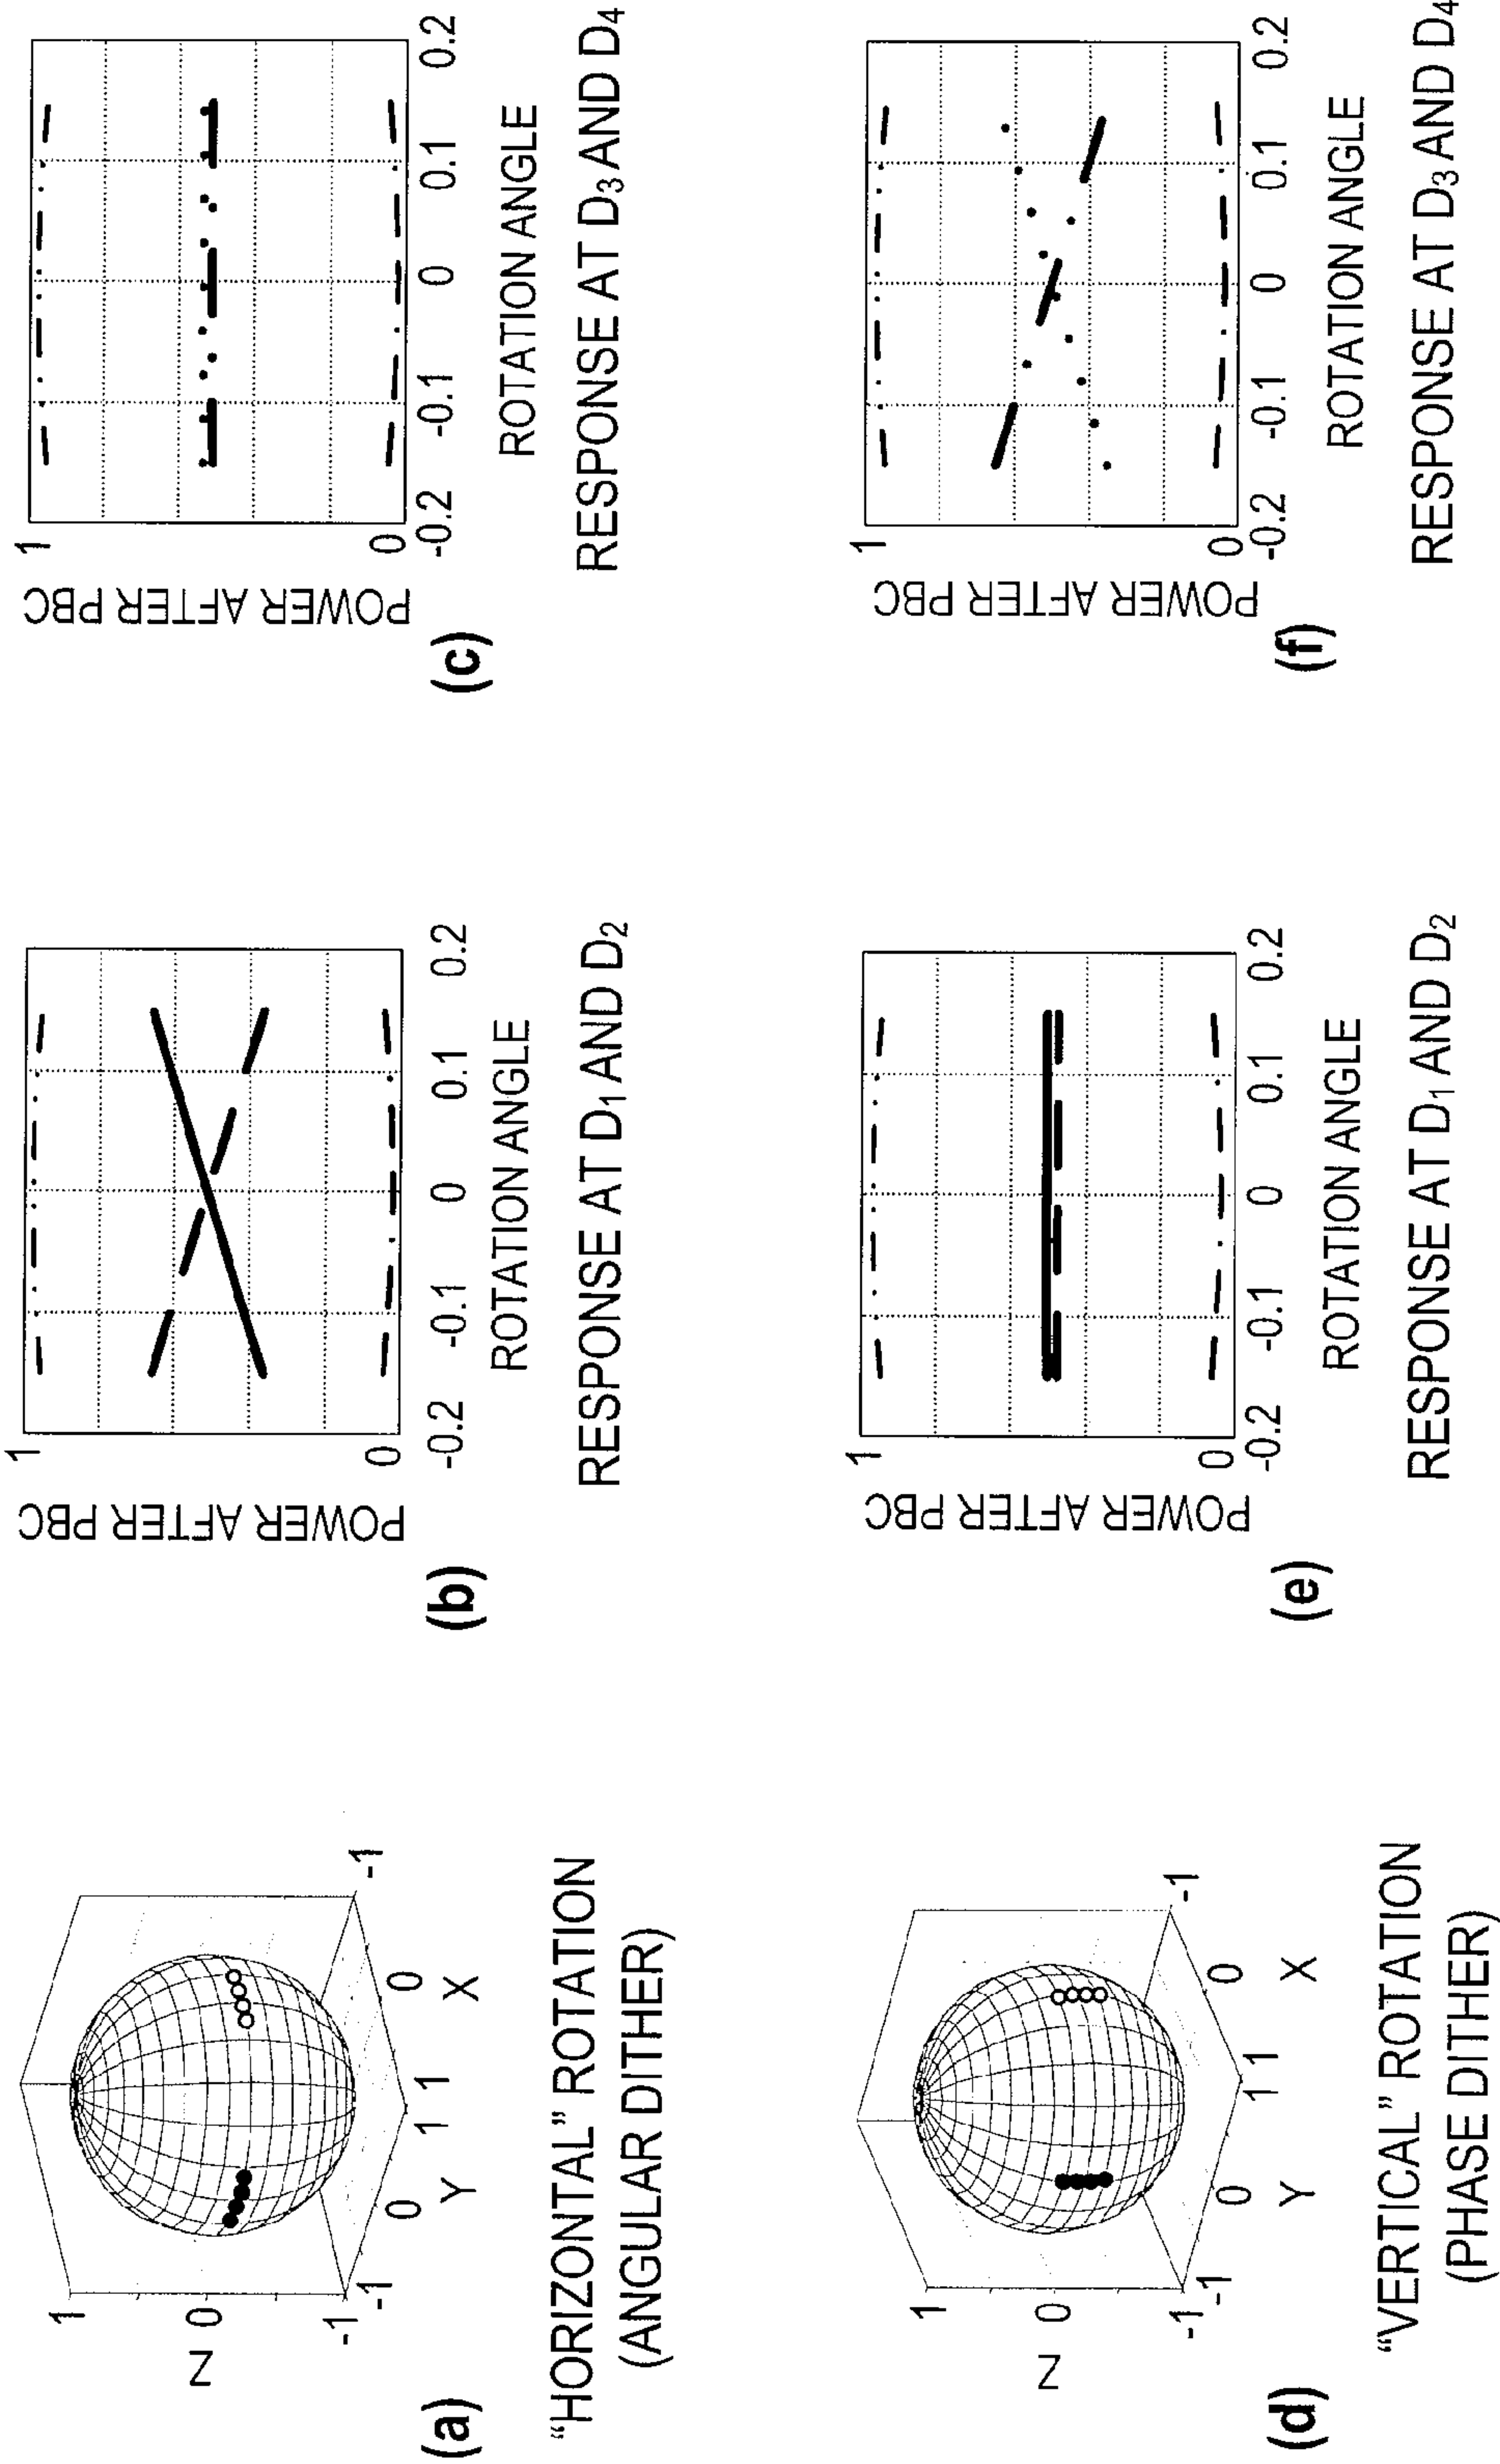 1
0
-1
Z
-1
0
1
Y
1
0
-1
X
(a)
“HORIZONTAL” ROTATION
(ANGULAR DITHER)
POWER AFTER PBC
1
0
-0.2
-0.1
0
0.1
0.2
ROTATION ANGLE
(b)
RESPONSE AT D1 AND D2
POWER AFTER PBC
1
0
-0.2
-0.1
0
0.1
0.2
ROTATION ANGLE
(c)
RESPONSE AT D3 AND D4
1
0
-1
Z
-1
0
1
Y
1
0
-1
X
(d)
“VERTICAL” ROTATION
(PHASE DITHER)
POWER AFTER PBC
1
0
-0.2
-0.1
0
0.1
0.2
ROTATION ANGLE
(e)
RESPONSE AT D1 AND D2
POWER AFTER PBC
1
0
-0.2
-0.1
0
0.1
0.2
ROTATION ANGLE
(f)
RESPONSE AT D3 AND D4